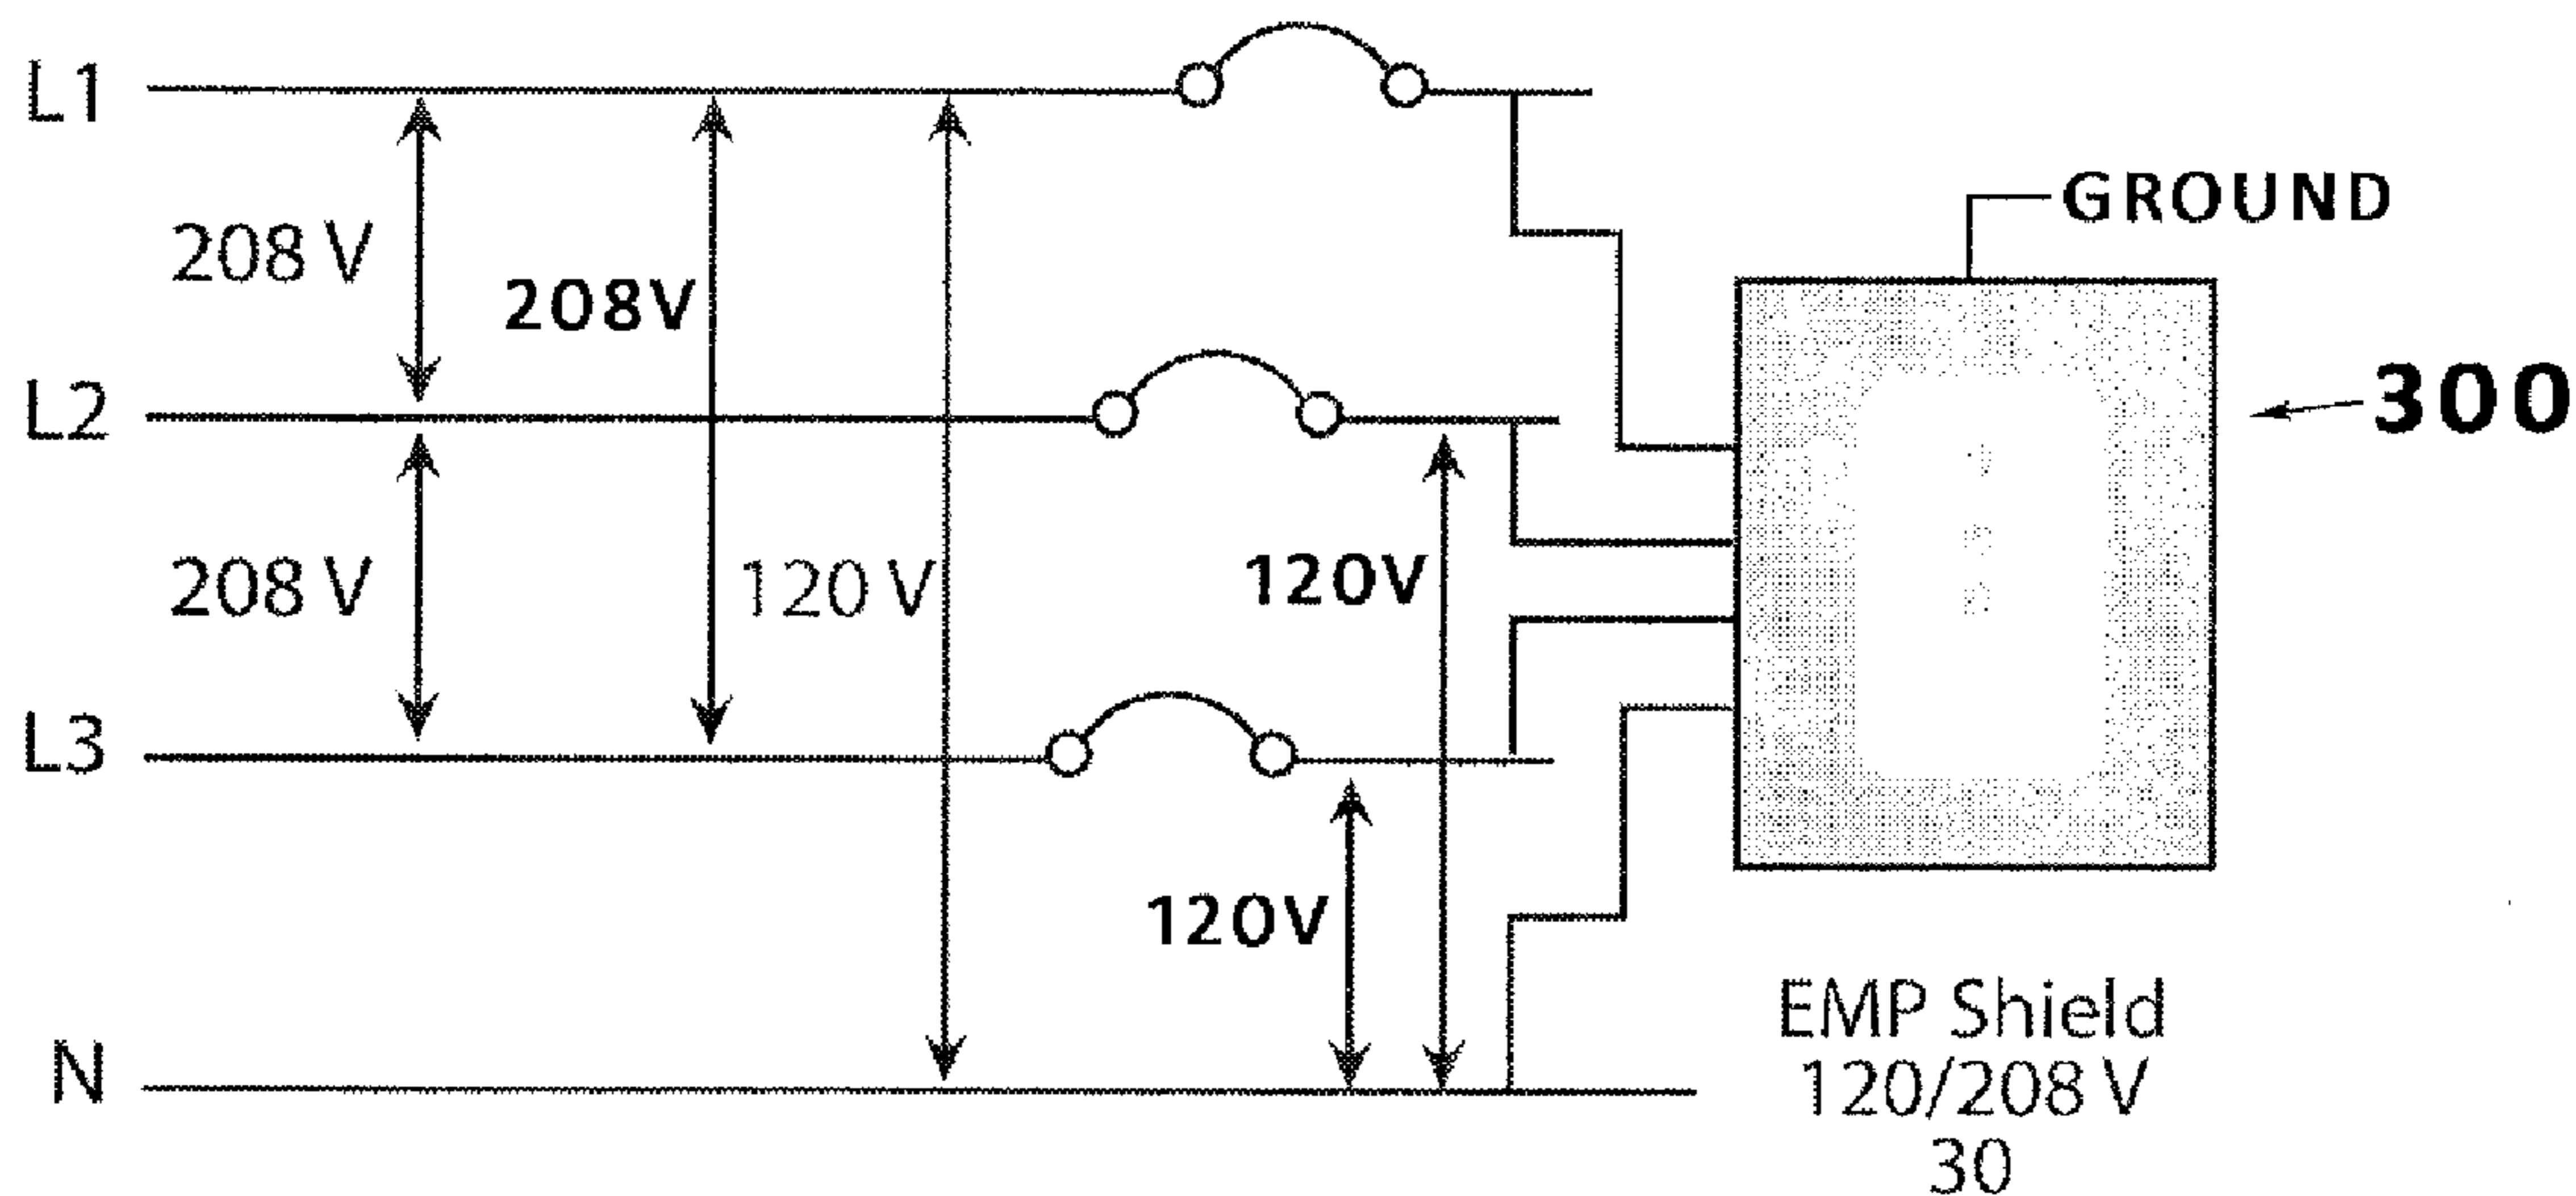 L1
GROUND
208 V
208V
300
L2
208 V
120 V
120V
L3
120V
EMP Shield
N
120/208 V
30